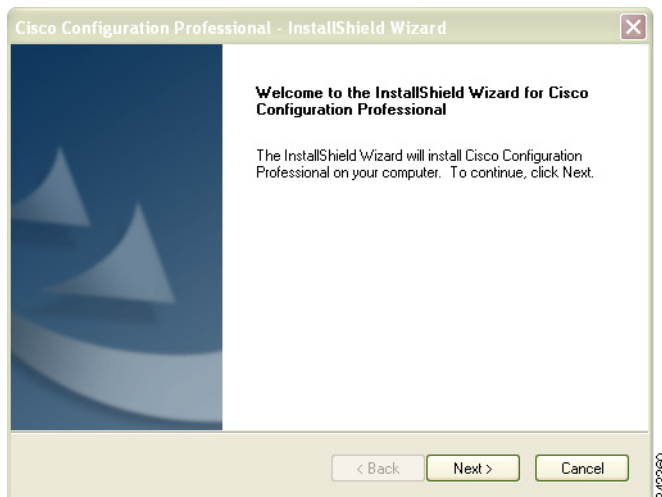 Cisco Configuration Professional - InstallShield Wizard
Welcome to the InstallShield Wizard for Cisco
Configuration Professional
The InstallShield Wizard will install Cisco Configuration
Professional on your computer. To continue, click Next.
< Back
Next >
Cancel